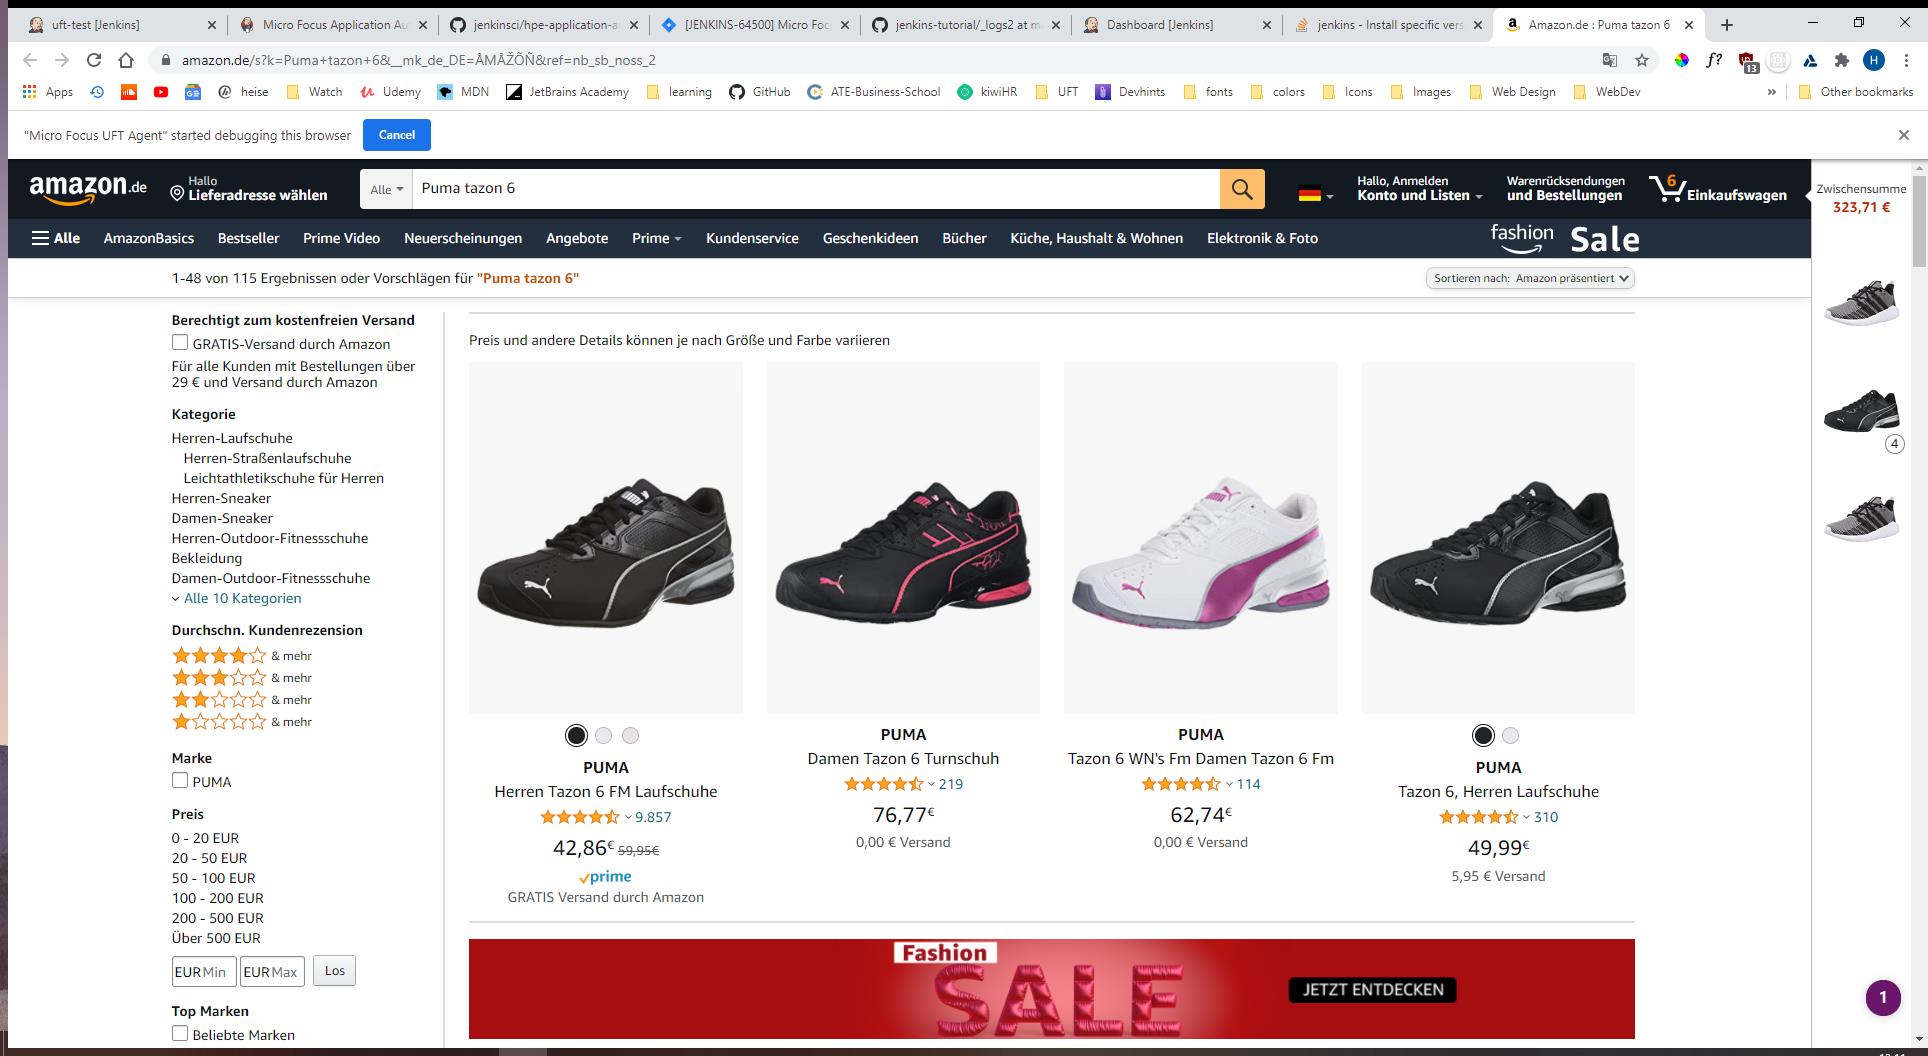 uft-test [Jenkins]
Micro Focus Application Au
jenkinsci/hpe-application-a
[JENKINS-64500] Micro Foc
jenkins-tutorial/_logs2 at m
Dashboard [Jenkins]
jenkins - Install specific vers
Amazon.de : Puma tazon 6
amazon.de/s?k=Puma+tazon+6&__mk_de_DE=ÅMÅŽÕÑ&ref=nb_sb_noss_2
f?
13
H
Apps
heise
Watch
Udemy
MDN
JetBrains Academy
learning
GitHub
ATE-Business-School
kiwiHR
UFT
Devhints
fonts
colors
Icons
Images
Web Design
WebDev
»
Other bookmarks
"Micro Focus UFT Agent" started debugging this browser
Cancel
amazon.de
Hallo
Lieferadresse wählen
Alle
Puma tazon 6
Hallo, Anmelden
Konto und Listen
Warenrücksendungen
und Bestellungen
6
Einkaufswagen
Zwischensumme
323,71 €
Alle
AmazonBasics
Bestseller
Prime Video
Neuerscheinungen
Angebote
Prime
Kundenservice
Geschenkideen
Bücher
Küche, Haushalt & Wohnen
Elektronik & Foto
fashion Sale
1-48 von 115 Ergebnissen oder Vorschlägen für "Puma tazon 6"
Sortieren nach: Amazon präsentiert
Berechtigt zum kostenfreien Versand
GRATIS-Versand durch Amazon
Für alle Kunden mit Bestellungen über
29 € und Versand durch Amazon
Kategorie
Herren-Laufschuhe
Herren-Straßenlaufschuhe
Leichtathletikschuhe für Herren
Herren-Sneaker
Damen-Sneaker
Herren-Outdoor-Fitnessschuhe
Bekleidung
Damen-Outdoor-Fitnessschuhe
Alle 10 Kategorien
Durchschn. Kundenrezension
& mehr
& mehr
& mehr
& mehr
Marke
PUMA
Preis
0 - 20 EUR
20 - 50 EUR
50 - 100 EUR
100 - 200 EUR
200 - 500 EUR
Über 500 EUR
EUR Min
EUR Max
Los
Top Marken
Beliebte Marken
Preis und andere Details können je nach Größe und Farbe variieren
PUMA
Herren Tazon 6 FM Laufschuhe
9.857
42,86€ 59,95€
prime
GRATIS Versand durch Amazon
PUMA
Damen Tazon 6 Turnschuh
219
76,77€
0,00 € Versand
PUMA
Tazon 6 WN's Fm Damen Tazon 6 Fm
114
62,74€
0,00 € Versand
PUMA
Tazon 6, Herren Laufschuhe
310
49,99€
5,95 € Versand
Fashion
SALE
JETZT ENTDECKEN
4
1